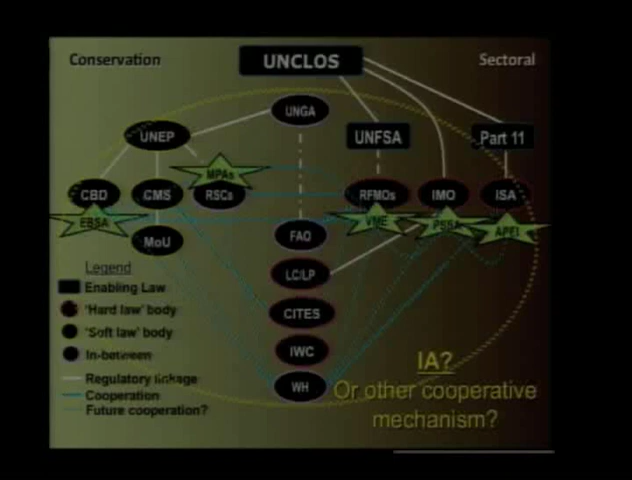 Conservation
UNCLOS
Sectoral
UNGA
UNEP
UNFSA
Part 11
MPAs
CBD
CMS
RSCs
RFMOs
IMO
ISA
EBSA
VME
PSSA
APEI
MoU
FAO
LC/LP
CITES
IWC
WH
Legend
Enabling Law
'Hard law' body
'Soft law' body
In-between
Regulatory linkage
Cooperation
Future cooperation?
IA?
Or other cooperative
mechanism?